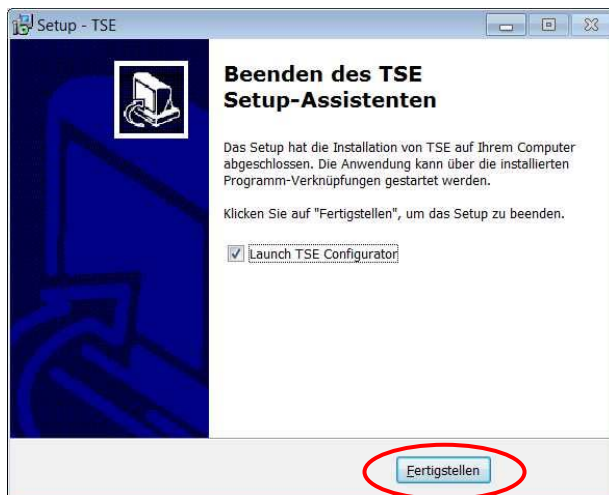 Setup - TSE
Beenden des TSE
Setup-Assistenten
Das Setup hat die Installation von TSE auf Ihrem Computer
abgeschlossen. Die Anwendung kann über die installierten
Programm-Verknüpfungen gestartet werden.
Klicken Sie auf "Fertigstellen", um das Setup zu beenden.
Launch TSE Configurator
Fertigstellen